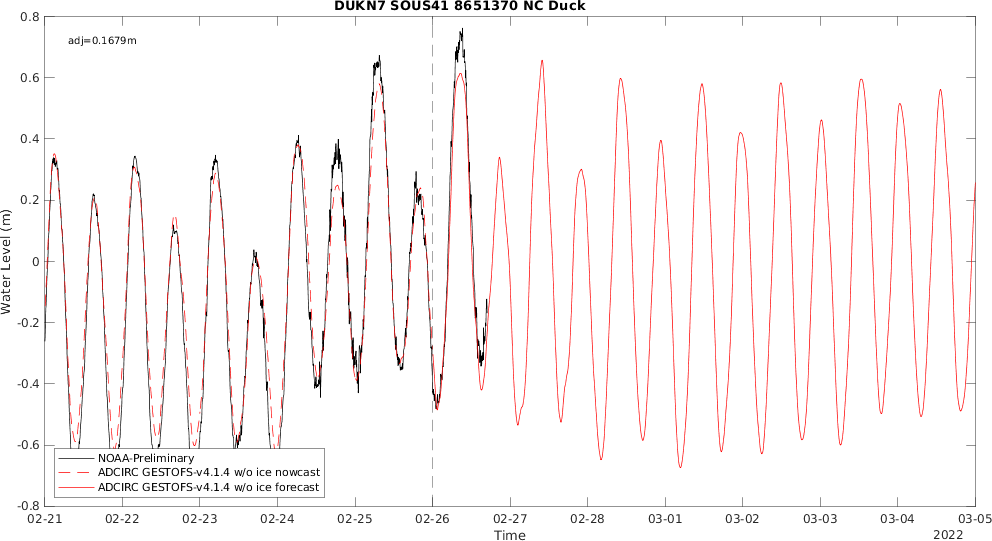 DUKN7 SOUS41 8651370 NC Duck
adj=0.1679m
Water Level (m)
0.8
0.6
0.4
0.2
0
-0.2
-0.4
-0.6
-0.8
NOAA-Preliminary
ADCIRC GESTOFS-v4.1.4 w/o ice nowcast
ADCIRC GESTOFS-v4.1.4 w/o ice forecast
02-21 02-22 02-23 02-24 02-25 02-26 02-27 02-28 03-01 03-02 03-03 03-04 03-05
Time
2022